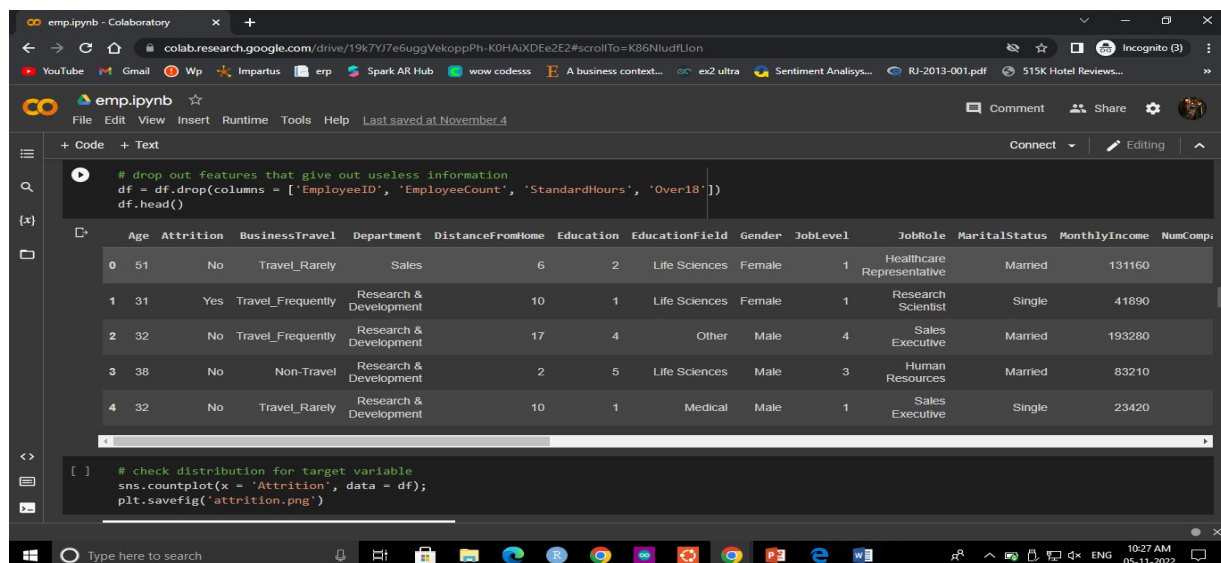 emp.ipynb - Colaboratory
colab.research.google.com/drive/19k7YJ7e6uggVekoppPh-K0HAiXDEe2E2#scrollTo=K86NIudfLIon
Incognito (3)
YouTube Gmail Wp Impartus erp Spark AR Hub wow codesss A business context... ex2 ultra Sentiment Analisys... RJ-2013-001.pdf 515K Hotel Reviews... »
emp.ipynb
Comment Share
File Edit View Insert Runtime Tools Help Last saved at November 4
+ Code + Text Connect Editing
# drop out features that give out useless information
df = df.drop(columns = ['EmployeeID', 'EmployeeCount', 'StandardHours', 'Over18'])
df.head()
{x}
Age Attrition BusinessTravel Department DistanceFromHome Education EducationField Gender JobLevel JobRole MaritalStatus MonthlyIncome NumCompa
0 51 No Travel_Rarely Sales 6 2 Life Sciences Female 1 Healthcare Representative Married 131160
1 31 Yes Travel_Frequently Research & Development 10 1 Life Sciences Female 1 Research Scientist Single 41890
2 32 No Travel_Frequently Research & Development 17 4 Other Male 4 Sales Executive Married 193280
3 38 No Non-Travel Research & Development 2 5 Life Sciences Male 3 Human Resources Married 83210
4 32 No Travel_Rarely Research & Development 10 1 Medical Male 1 Sales Executive Single 23420
[ ] # check distribution for target variable
sns.countplot(x = 'Attrition', data = df);
plt.savefig('attrition.png')
Type here to search
ENG
10:27 AM
05-11-2022